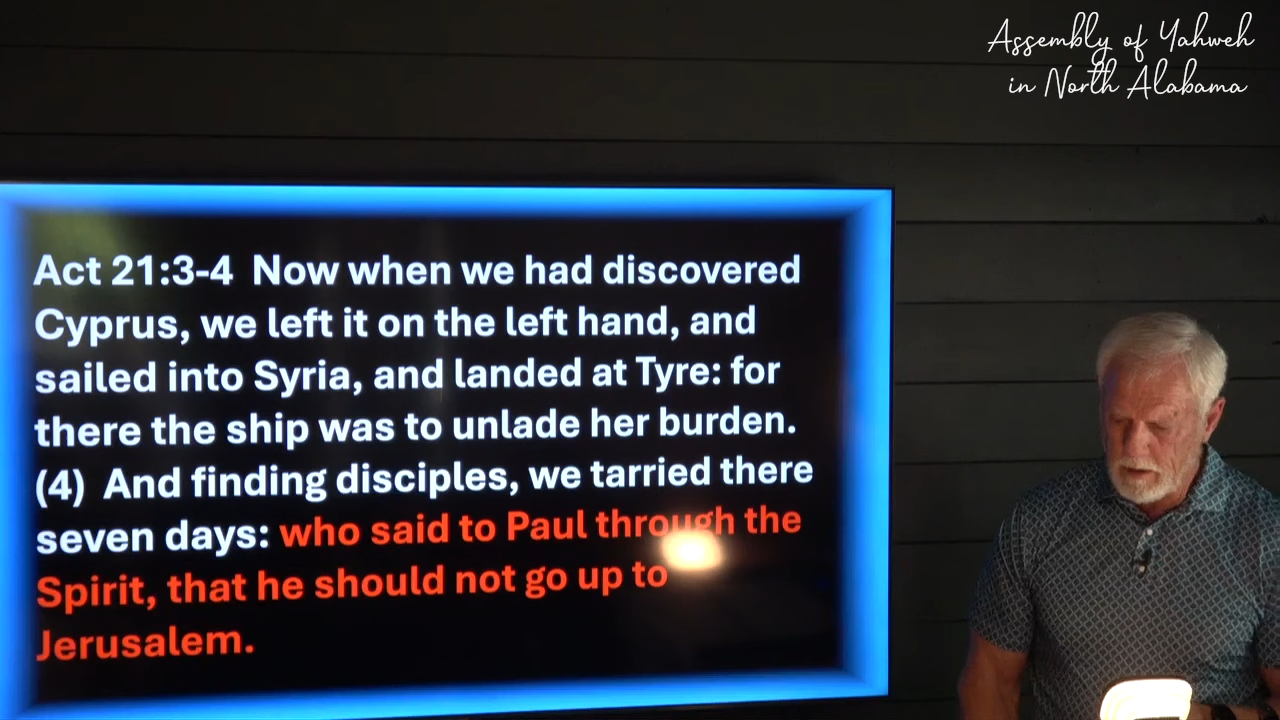 Assembly of Yahweh
in North Alabama
Act 21:3-4  Now when we had discovered
Cyprus, we left it on the left hand, and
sailed into Syria, and landed at Tyre: for
there the ship was to unlade her burden.
(4)  And finding disciples, we tarried there
seven days: who said to Paul through the
Spirit, that he should not go up to
Jerusalem.